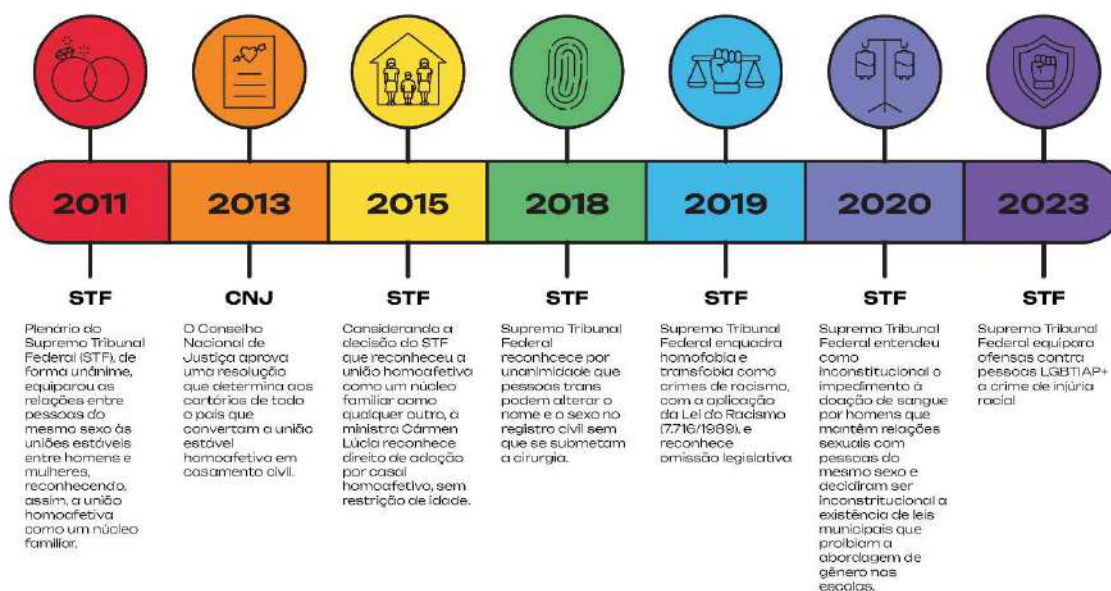 2011
2013
2015
2018
2019
2020
2023
STF
Plenário do
Supremo Tribunal
Federal (STF), de
forma unânime,
equiparou as
relações entre
pessoas do
mesmo sexo às
uniões estáveis
entre homens e
mulheres,
reconhecendo,
assim, a união
homoafetiva
como um núcleo
familiar.
CNJ
O Conselho
Nacional de
Justiça aprova
uma resolução
que determina aos
cartórios de todo
o país que
convertam a união
estável
homoafetiva em
casamento civil.
STF
Considerando a
decisão do STF
que reconheceu a
união homoafetiva
como um núcleo
familiar como
qualquer outro, a
ministra Cármen
Lúcia reconhece
direito de adoção
por casal
homoafetivo, sem
restrição de idade.
STF
Supremo Tribunal
Federal
reconhcece por
unanimidade que
pessoas trans
podem alterar o
nome e o sexo no
registro civil sem
que se submetam
a cirurgia.
STF
Supremo Tribunal
Federal enquadra
homofobia e
transfobia como
crimes de racismo,
com a aplicação
da Lei do Racismo
(7.716/1989), e
reconhece
omissão legislativa
STF
Supremo Tribunal
Federal entendeu
como
inconstitucional o
impedimento à
doação de sangue
por homens que
mantêm relações
sexuais com
pessoas do
mesmo sexo e
decidiram ser
inconstritucional a
existência de leis
municipais que
proibiam a
abordagem de
gênero nas
escolas.
STF
Supremo Tribunal
Federal equipara
ofensas contra
pessoas LGBTIAP+
a crime de injúria
racial